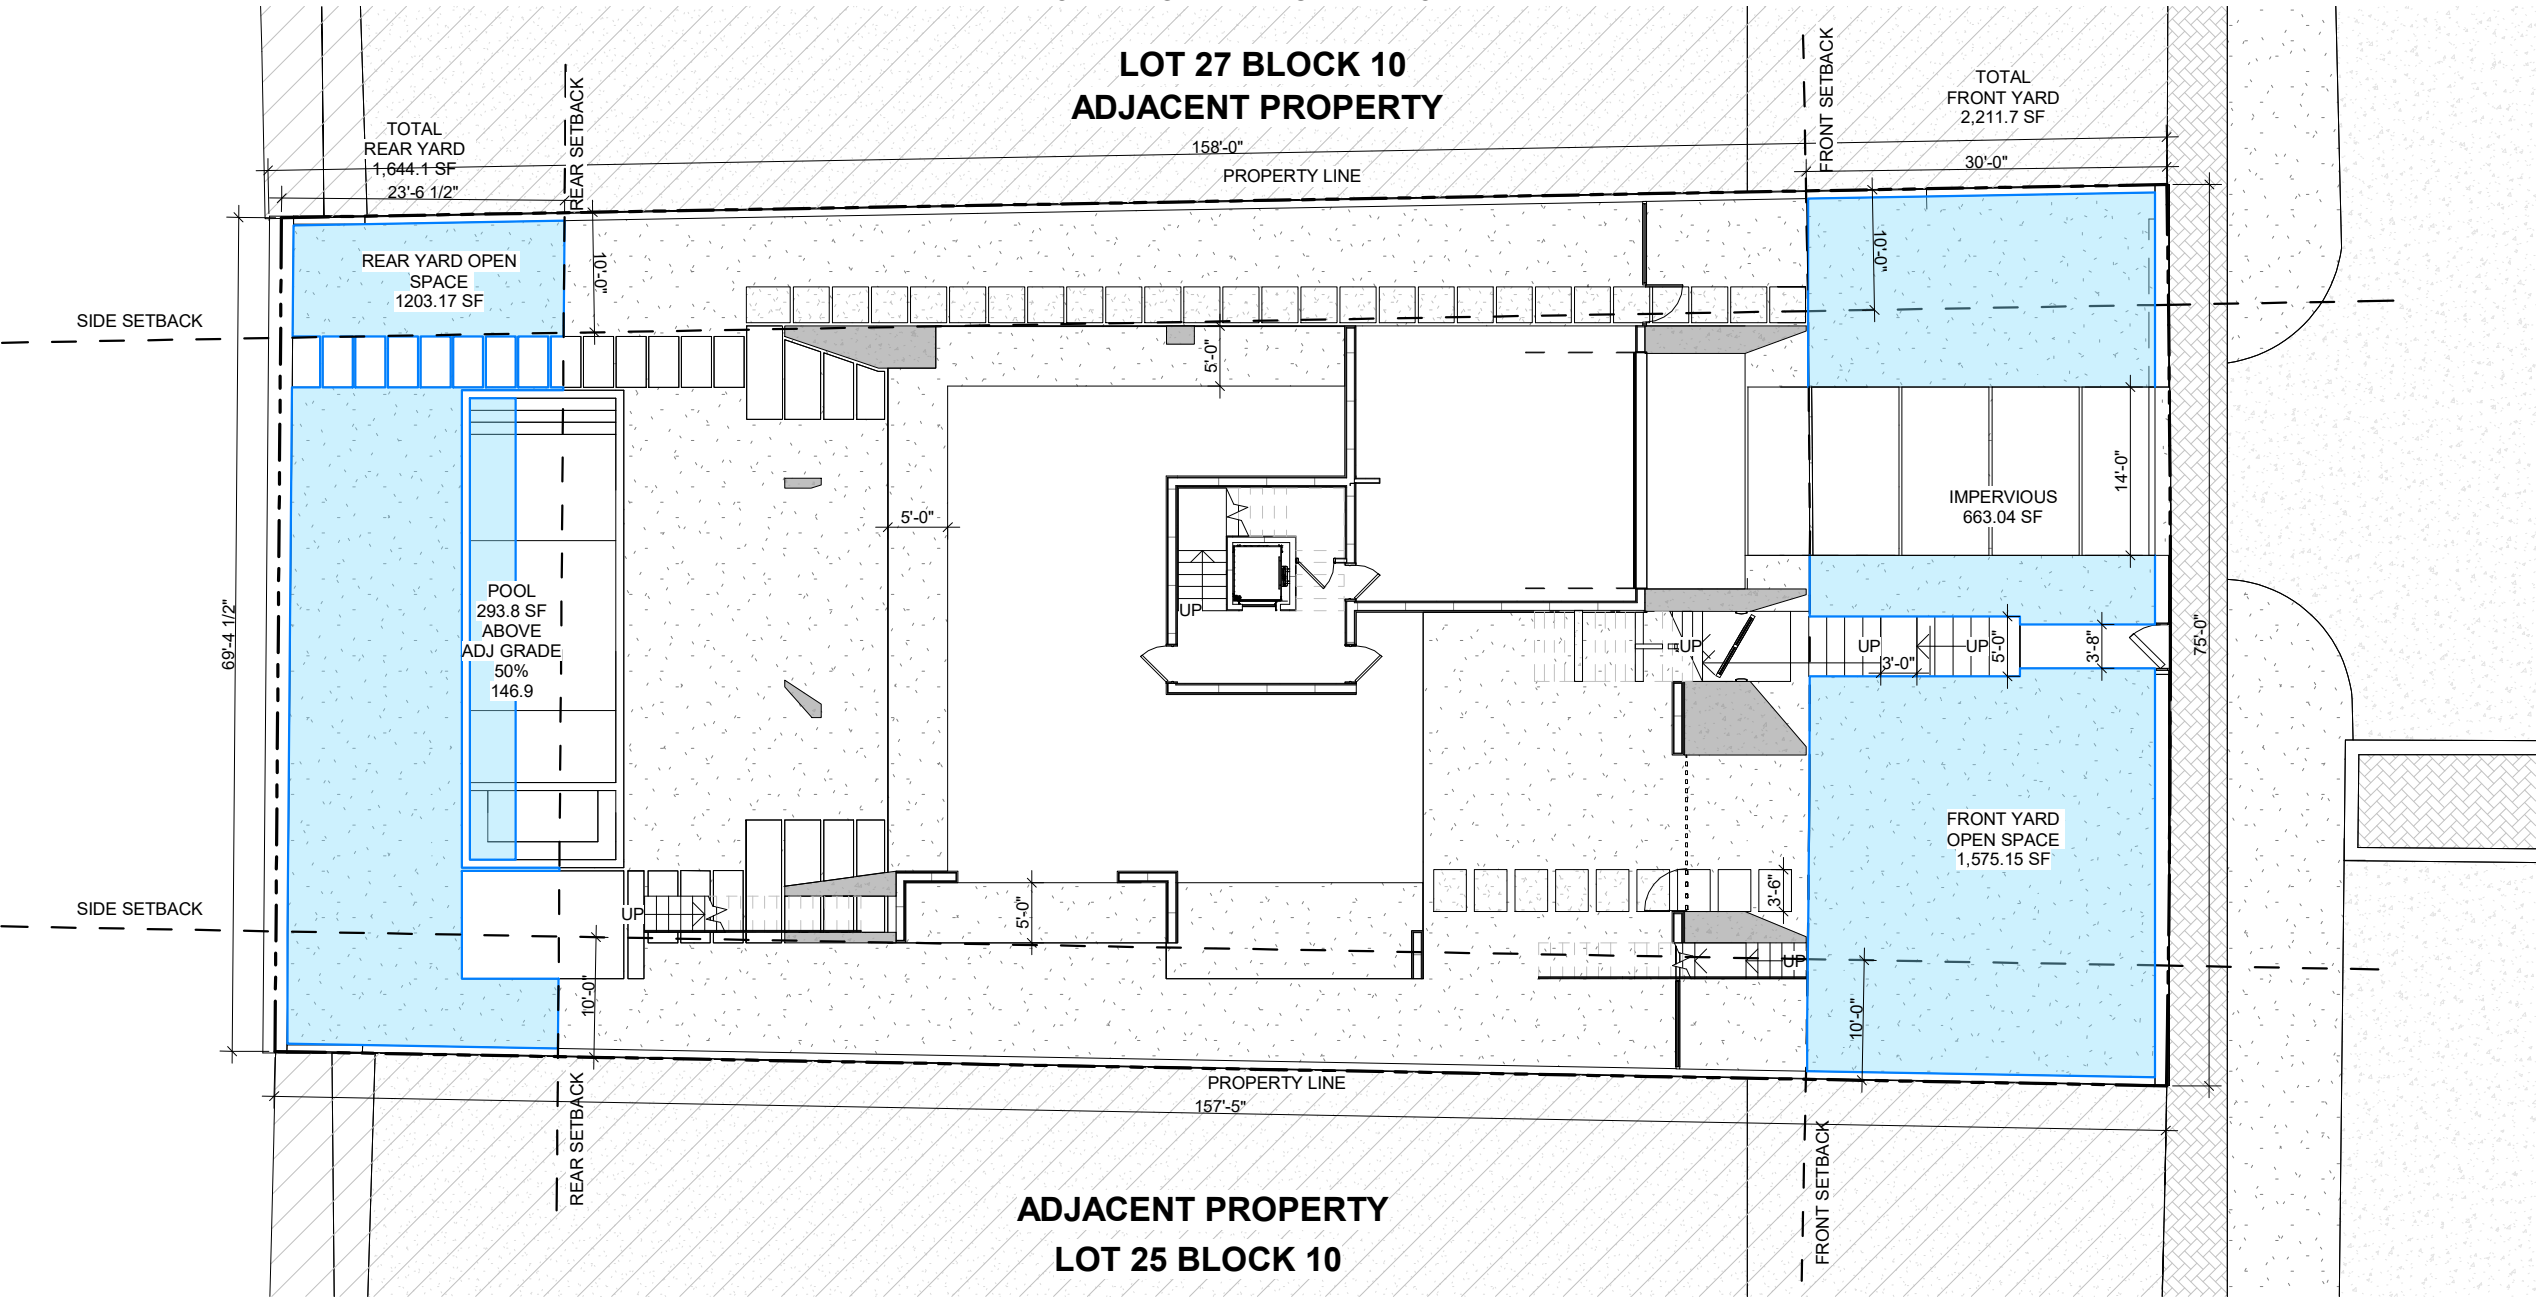 LOT 27 BLOCK 10
ADJACENT PROPERTY
TOTAL
FRONT YARD
2,211.7 SF
FRONT SETBACK
REAR SETBACK
TOTAL
REAR YARD
1,644.1 SF
23'-6 1/2"
158'-0"
30'-0"
PROPERTY LINE
REAR YARD OPEN
SPACE
1203.17 SF
10'-0"
10'-0"
SIDE SETBACK
5'-0"
14'-0"
IMPERVIOUS
663.04 SF
5'-0"
POOL
293.8 SF
ABOVE
ADJ GRADE
50%
146.9
69'-4 1/2"
UP
UP
UP
UP
3'-0"
5'-0"
3'-8"
75'-0"
FRONT YARD
OPEN SPACE
1,575.15 SF
SIDE SETBACK
UP
5'-0"
3'-6"
UP
10'-0"
10'-0"
PROPERTY LINE
157'-5"
REAR SETBACK
FRONT SETBACK
ADJACENT PROPERTY
LOT 25 BLOCK 10